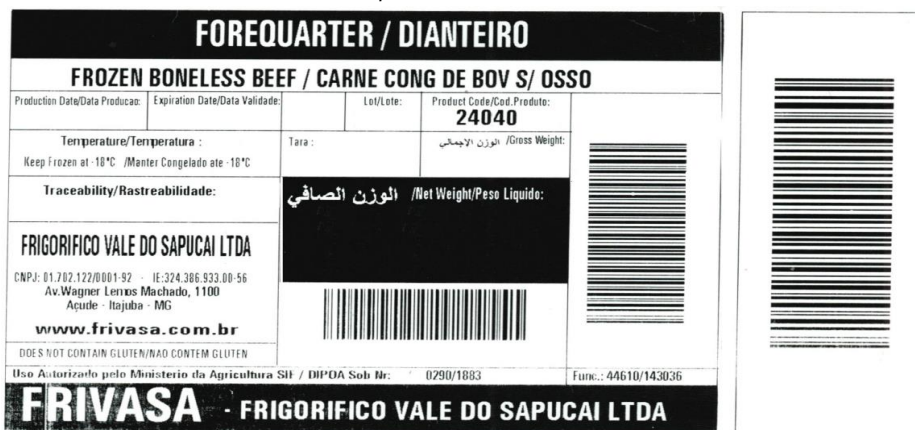 FOREQUARTER / DIANTEIRO
FROZEN BONELESS BEEF / CARNE CONG DE BOV S/ OSSO
Production Date/Data Producao: Expiration Date/Data Validade: Lot/Lote: Product Code/Cod.Produto:
24040
Temperature/Temperatura : Tara : الوزن الاجمالي /Gross Weight:
Keep Frozen at -18°C /Manter Congelado ate -18°C
Traceability/Rastreabilidade: الوزن الصافي /Net Weight/Peso Liquido:
FRIGORIFICO VALE DO SAPUCAI LTDA
CNPJ: 01.702.122/0001-92 - IE:324.386.933.00-56
Av.Wagner Lemos Machado, 1100
Açude - Itajuba - MG
www.frivasa.com.br
DOES NOT CONTAIN GLUTEN/NAO CONTEM GLUTEN
Uso Autorizado pelo Ministerio da Agricultura SIF / DIPOA Sob Nr: 0290/1883 Func.: 44610/143036
FRIVASA - FRIGORIFICO VALE DO SAPUCAI LTDA